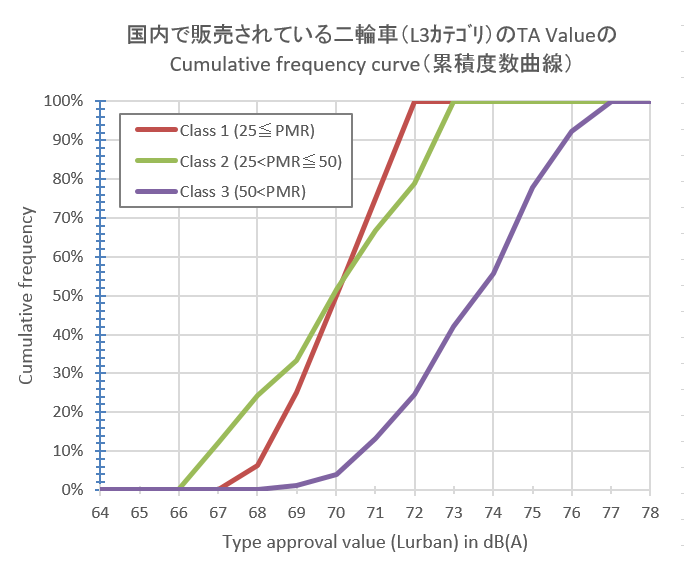 国内で販売されている二輪車（L3ｶﾃｺﾞﾘ）のTA Valueの
Cumulative frequency curve（累積度数曲線）
100%
90%
80%
70%
60%
50%
40%
30%
20%
10%
0%
Cumulative frequency
Class 1 (25≦PMR)
Class 2 (25<PMR≦50)
Class 3 (50<PMR)
64 65 66 67 68 69 70 71 72 73 74 75 76 77 78
Type approval value (Lurban) in dB(A)